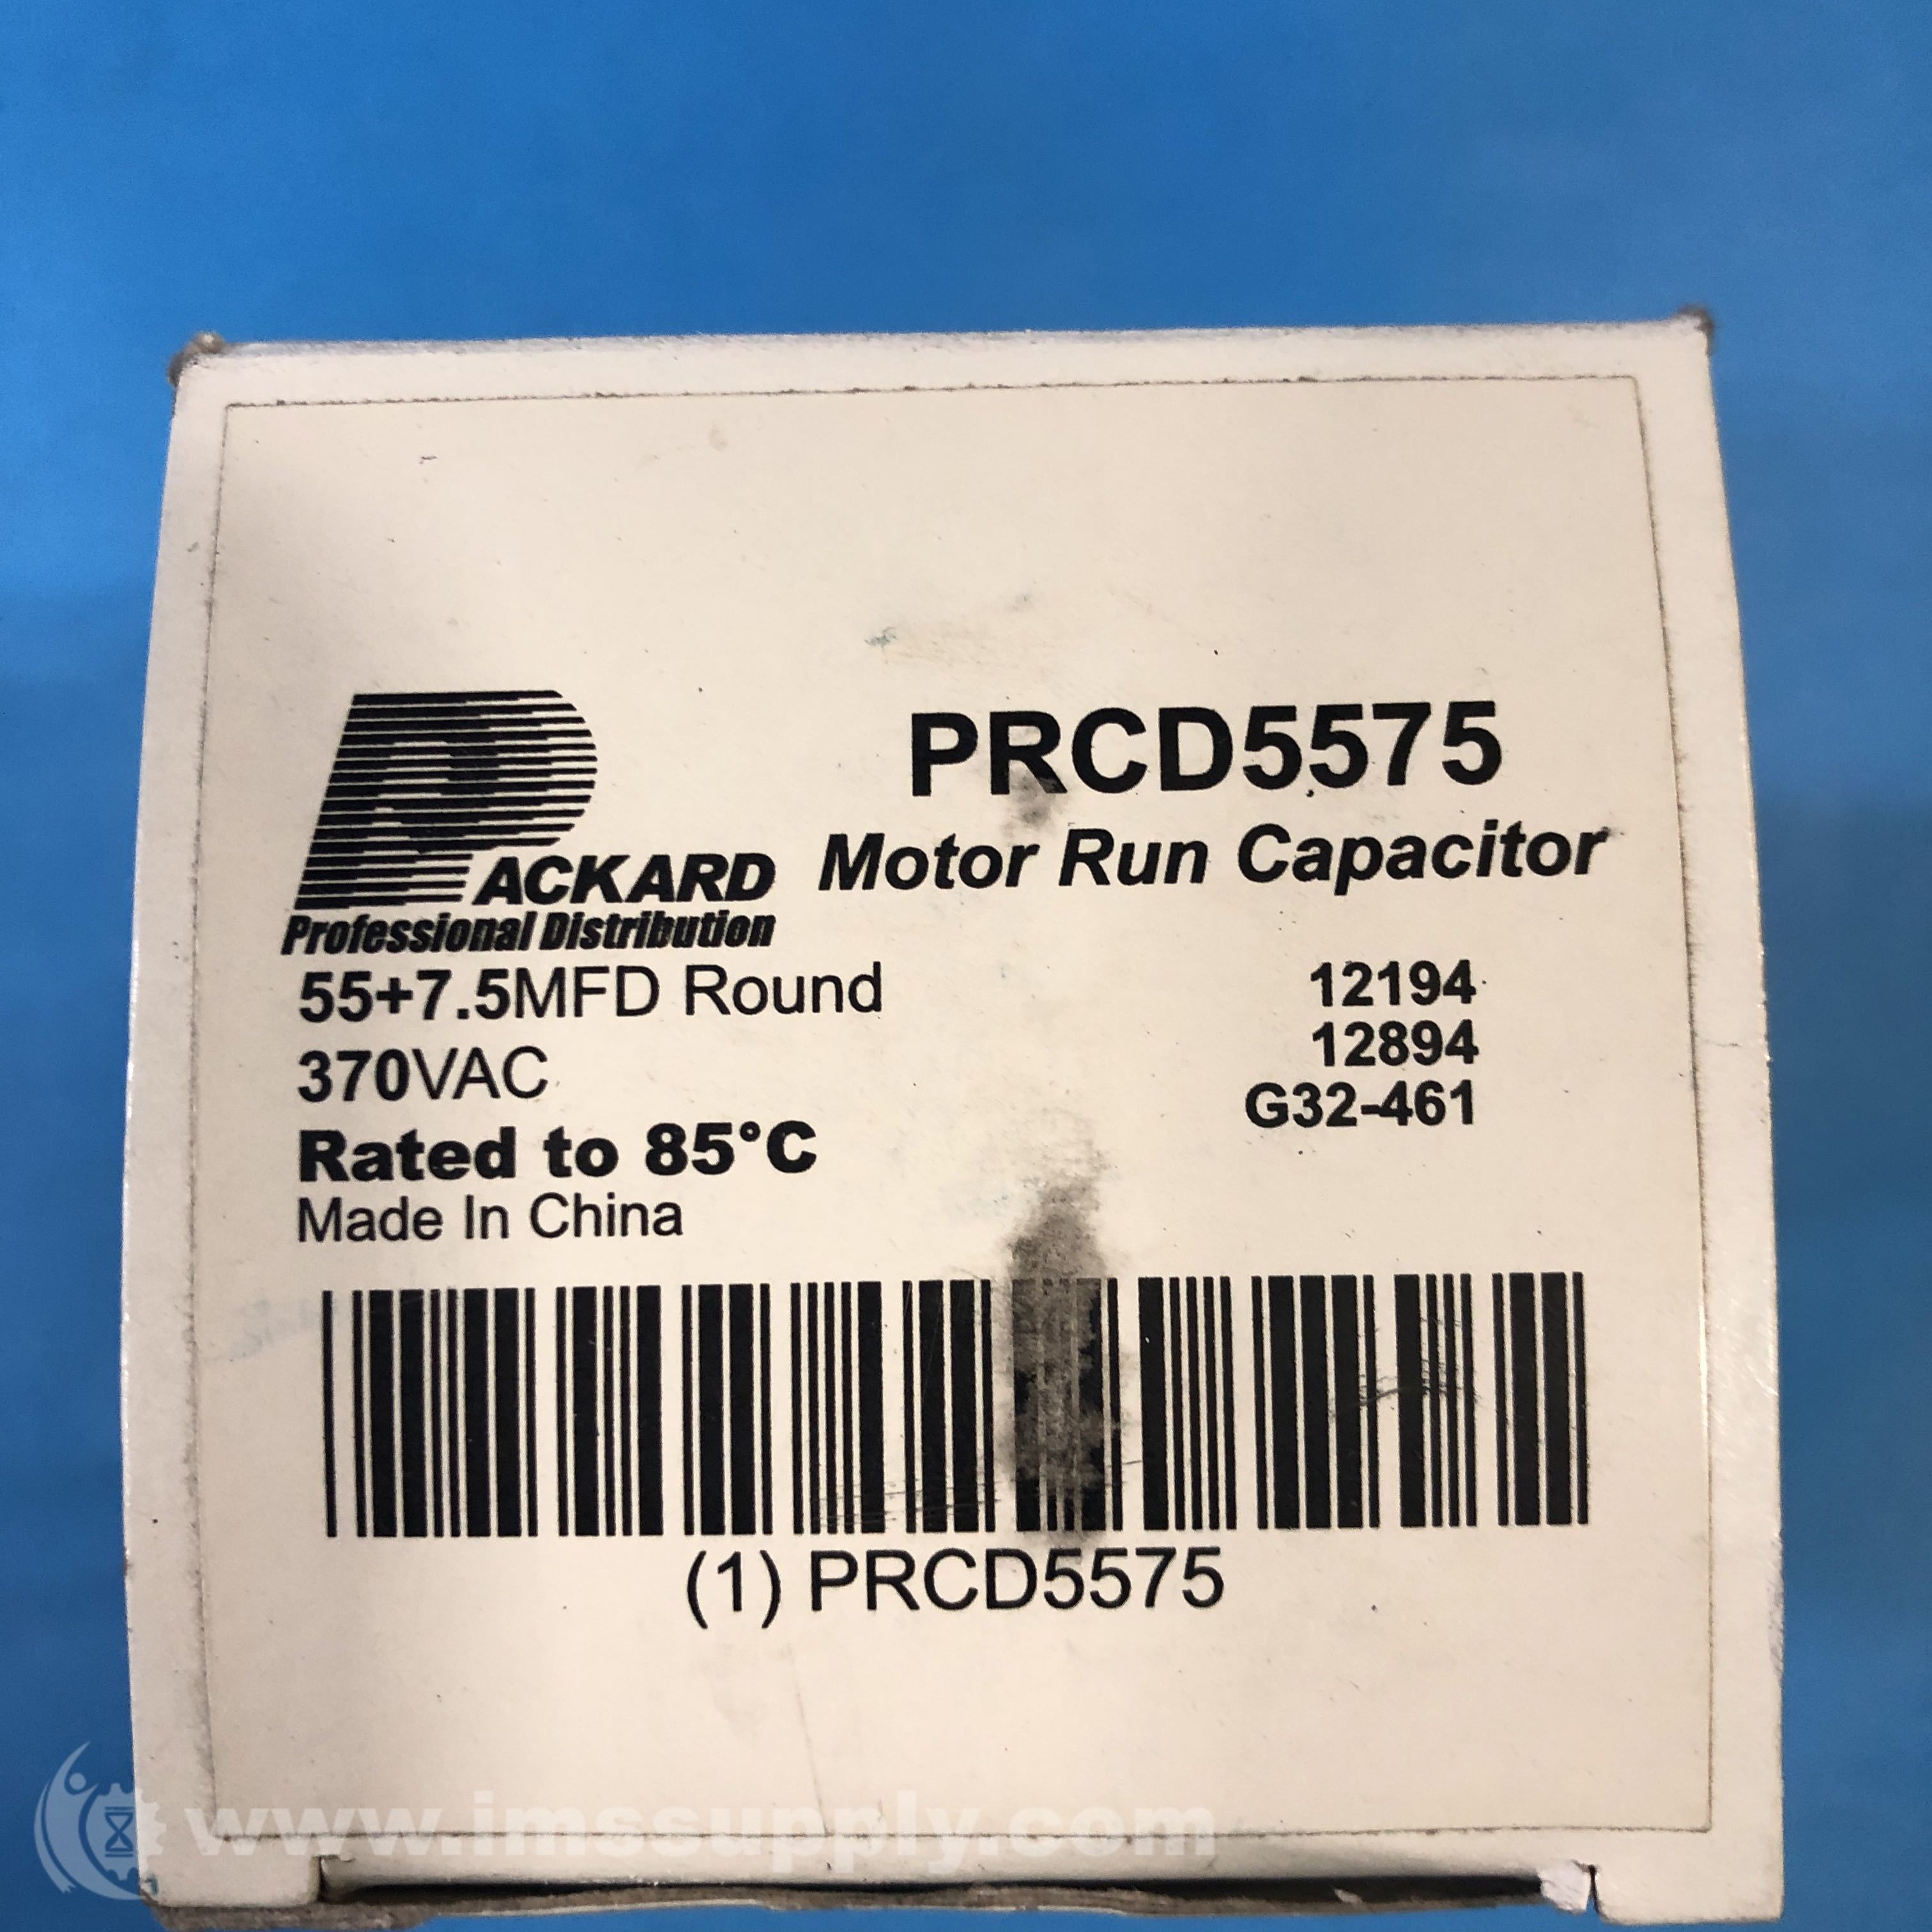 PACKARD
Professional Distribution
PRCD5575
Motor Run Capacitor
55+7.5MFD Round
370VAC
Rated to 85°C
Made In China
12194
12894
G32-461
(1) PRCD5575
www.imssupply.com